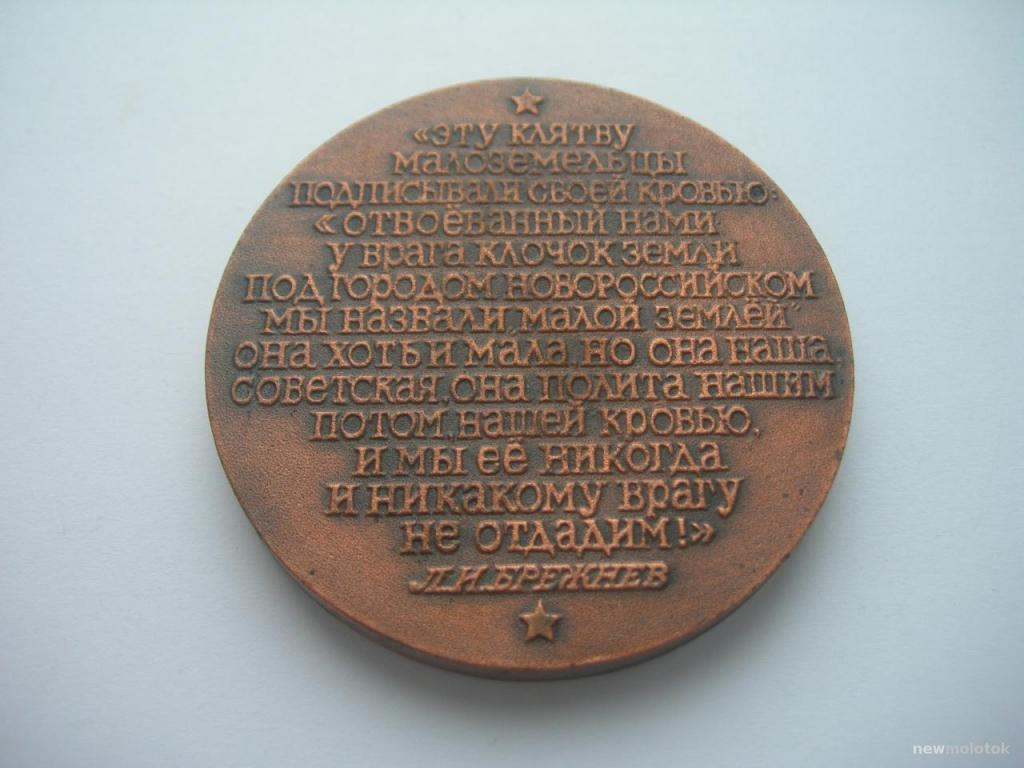 «ЭТУ КЛЯТВУ
МАЛОЗЕМЕЛЬЦЫ
ПОДПИСЫВАЛИ СВОЕЙ КРОВЬЮ:
«ОТВОЁВАННЫЙ НАМИ
У ВРАГА КЛОЧОК ЗЕМЛИ
ПОД ГОРОДОМ НОВОРОССИЙСКОМ
МЫ НАЗВАЛИ „МАЛОЙ ЗЕМЛЁЙ"
ОНА ХОТЬ И МАЛА, НО ОНА НАША,
СОВЕТСКАЯ, ОНА ПОЛИТА НАШИМ
ПОТОМ, НАШЕЙ КРОВЬЮ,
И МЫ ЕЁ НИКОГДА
И НИКАКОМУ ВРАГУ
НЕ ОТДАДИМ!»
Л.И.БРЕЖНЕВ
newmolotok